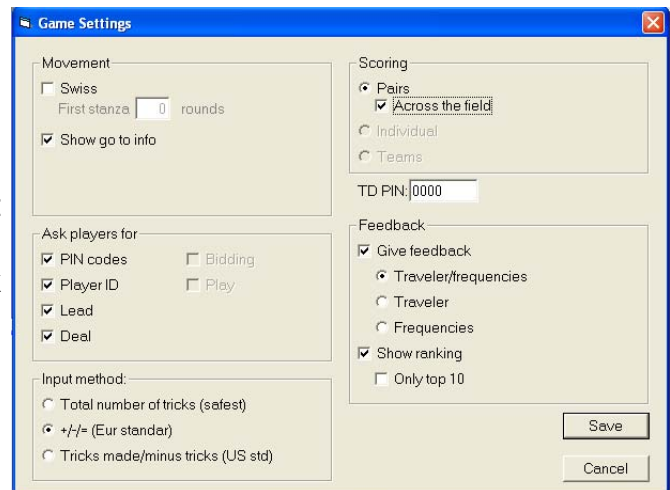 Game Settings
Movement
Swiss
First stanza 0 rounds
Show go to info
Ask players for
PIN codes Bidding
Player ID Play
Lead
Deal
Input method:
Total number of tricks (safest)
+/-/= (Eur standar)
Tricks made/minus tricks (US std)
Scoring
Pairs
Across the field
Individual
Teams
TD PIN: 0000
Feedback
Give feedback
Traveler/frequencies
Traveler
Frequencies
Show ranking
Only top 10
Save
Cancel